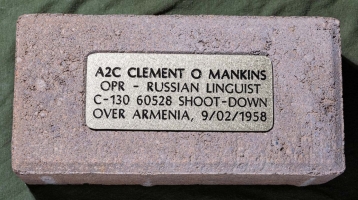 A2C CLEMENT O MANKINS
OPR - RUSSIAN LINGUIST
C-130 60528 SHOOT-DOWN
OVER ARMENIA, 9/02/1958